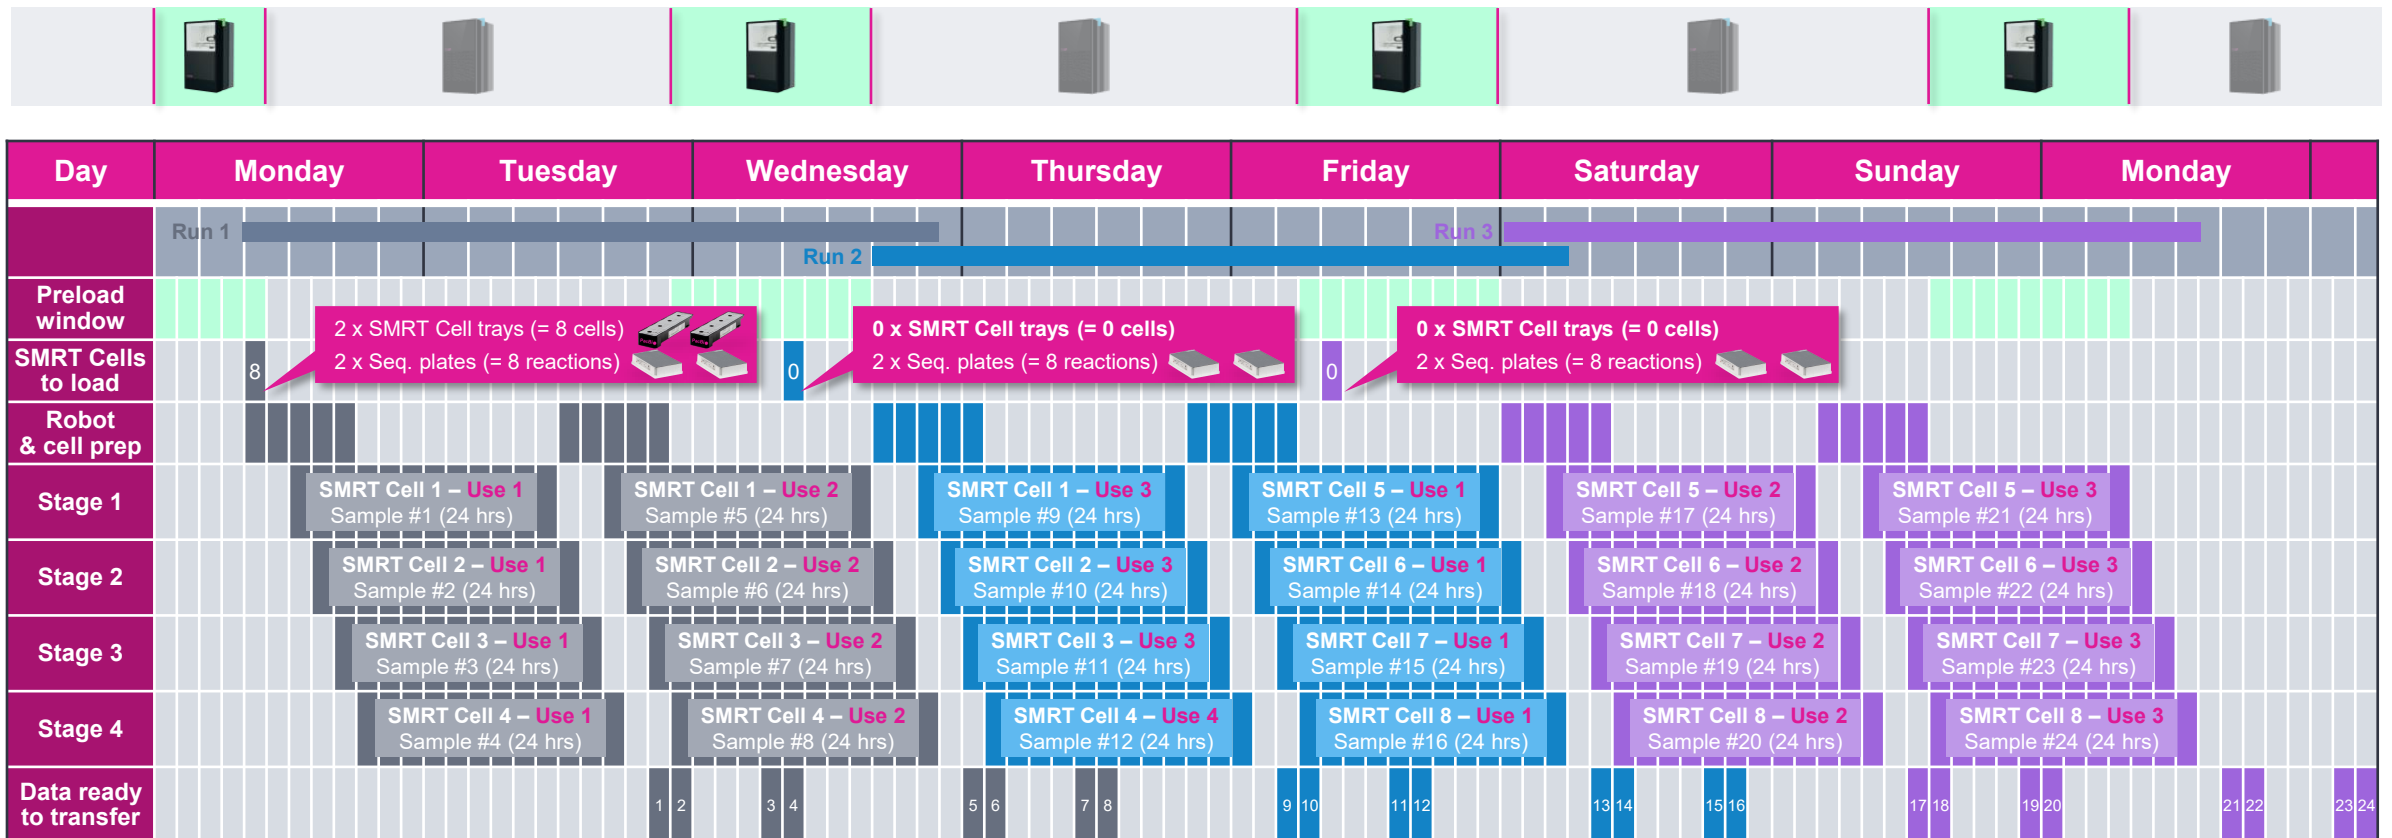 Day Monday Tuesday Wednesday Thursday Friday Saturday Sunday Monday
Run 1
Run 2
Run 3
Preload
window
2 x SMRT Cell trays (= 8 cells)
2 x Seq. plates (= 8 reactions)
0 x SMRT Cell trays (= 0 cells)
2 x Seq. plates (= 8 reactions)
0 x SMRT Cell trays (= 0 cells)
2 x Seq. plates (= 8 reactions)
SMRT Cells
to load
8 0 0
Robot
& cell prep
Stage 1
SMRT Cell 1 – Use 1
Sample #1 (24 hrs)
SMRT Cell 1 – Use 2
Sample #5 (24 hrs)
SMRT Cell 1 – Use 3
Sample #9 (24 hrs)
SMRT Cell 5 – Use 1
Sample #13 (24 hrs)
SMRT Cell 5 – Use 2
Sample #17 (24 hrs)
SMRT Cell 5 – Use 3
Sample #21 (24 hrs)
Stage 2
SMRT Cell 2 – Use 1
Sample #2 (24 hrs)
SMRT Cell 2 – Use 2
Sample #6 (24 hrs)
SMRT Cell 2 – Use 3
Sample #10 (24 hrs)
SMRT Cell 6 – Use 1
Sample #14 (24 hrs)
SMRT Cell 6 – Use 2
Sample #18 (24 hrs)
SMRT Cell 6 – Use 3
Sample #22 (24 hrs)
Stage 3
SMRT Cell 3 – Use 1
Sample #3 (24 hrs)
SMRT Cell 3 – Use 2
Sample #7 (24 hrs)
SMRT Cell 3 – Use 3
Sample #11 (24 hrs)
SMRT Cell 7 – Use 1
Sample #15 (24 hrs)
SMRT Cell 7 – Use 2
Sample #19 (24 hrs)
SMRT Cell 7 – Use 3
Sample #23 (24 hrs)
Stage 4
SMRT Cell 4 – Use 1
Sample #4 (24 hrs)
SMRT Cell 4 – Use 2
Sample #8 (24 hrs)
SMRT Cell 4 – Use 4
Sample #12 (24 hrs)
SMRT Cell 8 – Use 1
Sample #16 (24 hrs)
SMRT Cell 8 – Use 2
Sample #20 (24 hrs)
SMRT Cell 8 – Use 3
Sample #24 (24 hrs)
Data ready
to transfer
1 2 3 4 5 6 7 8 9 10 11 12 13 14 15 16 17 18 19 20 21 22 23 24